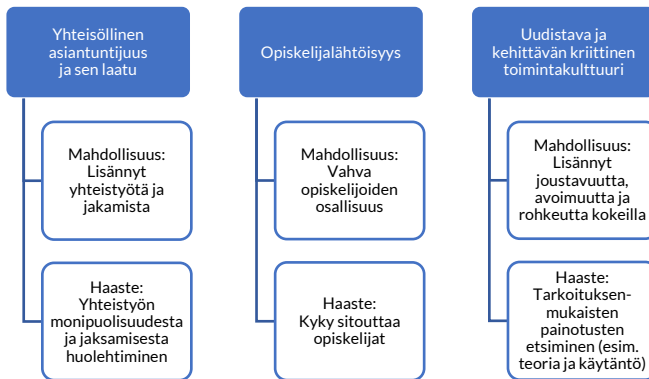 Yhteisöllinen
asiantuntijuus
ja sen laatu
Mahdollisuus:
Lisännyt
yhteistyötä ja
jakamista
Haaste:
Yhteistyön
monipuolisuudesta
ja jaksamisesta
huolehtiminen
Opiskelijalähtöisyys
Mahdollisuus:
Vahva
opiskelijoiden
osallisuus
Haaste:
Kyky sitouttaa
opiskelijat
Uudistava ja
kehittävän kriittinen
toimintakulttuuri
Mahdollisuus:
Lisännyt
joustavuutta,
avoimuutta ja
rohkeutta kokeilla
Haaste:
Tarkoituksen-
mukaisten
painotusten
etsiminen (esim.
teoria ja käytäntö)